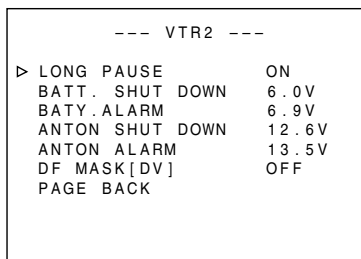 --- VTR2 ---
▷ LONG PAUSE ON
BATT. SHUT DOWN 6.0V
BATY.ALARM 6.9V
ANTON SHUT DOWN 12.6V
ANTON ALARM 13.5V
DF MASK[DV] OFF
PAGE BACK